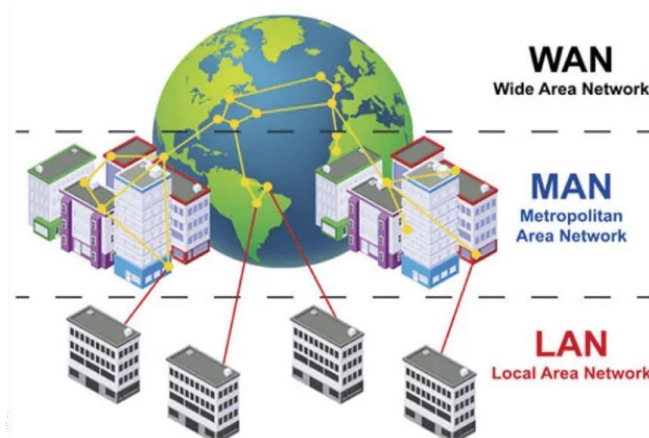 WAN
Wide Area Network
MAN
Metropolitan
Area Network
LAN
Local Area Network